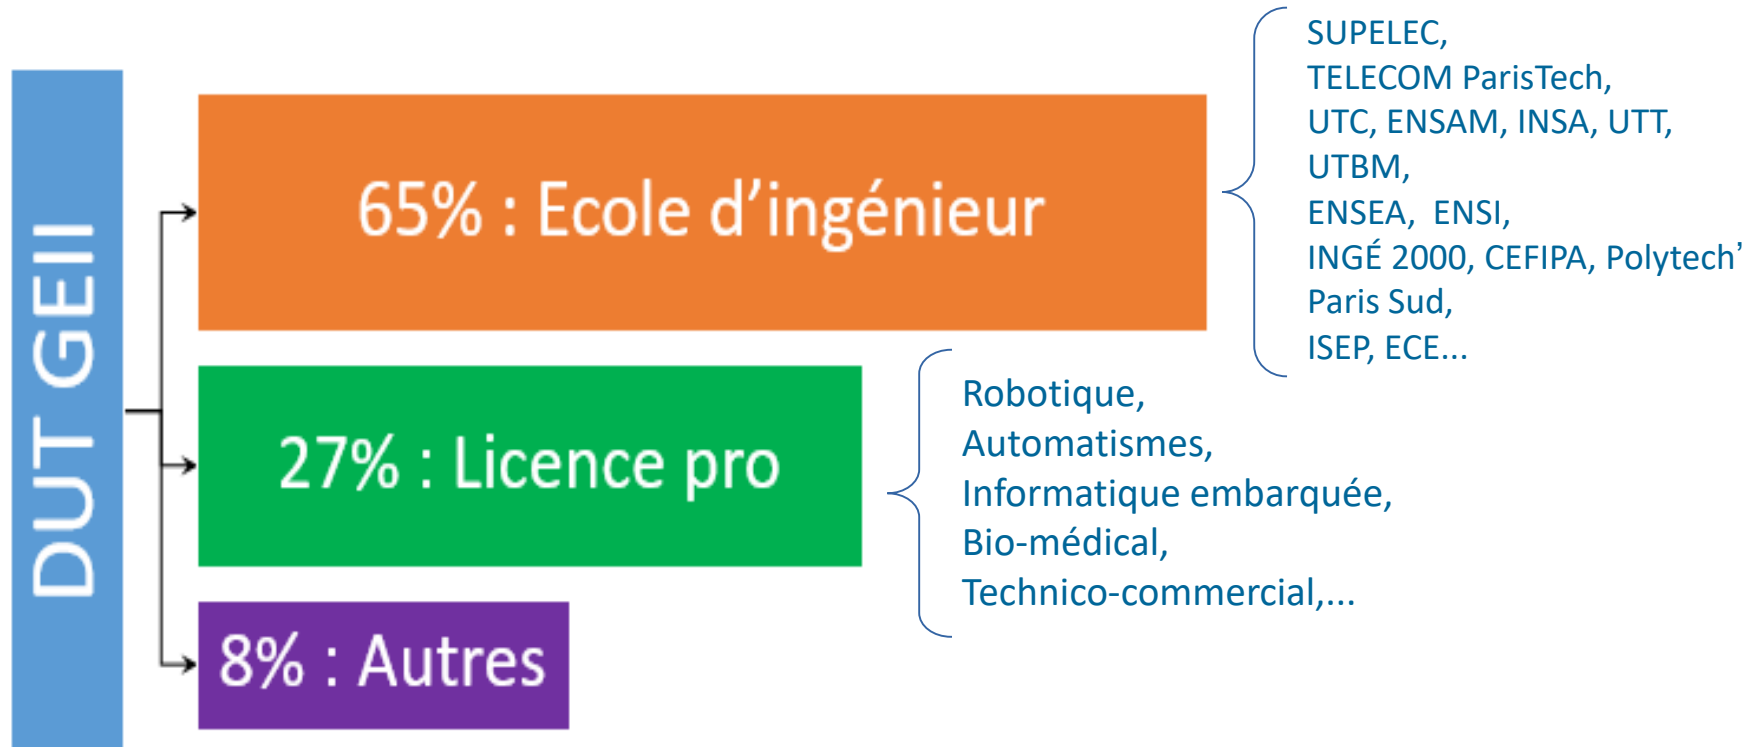 DUT GEII
65% : Ecole d’ingénieur
SUPELEC,
TELECOM ParisTech,
UTC, ENSAM, INSA, UTT,
UTBM,
ENSEA,  ENSI,
INGÉ 2000, CEFIPA, Polytech’
Paris Sud,
ISEP, ECE...
27% : Licence pro
Robotique,
Automatismes,
Informatique embarquée,
Bio-médical,
Technico-commercial,...
8% : Autres